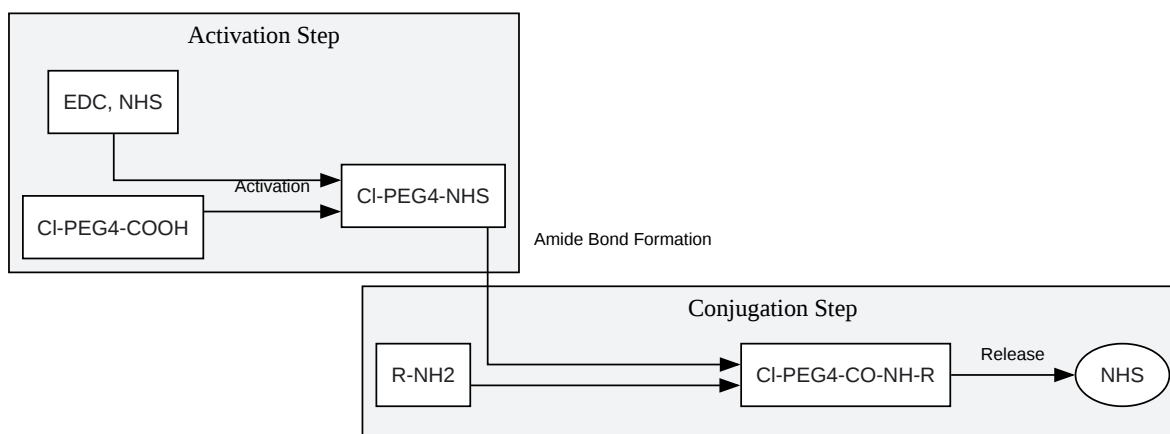 Activation Step
EDC, NHS
Activation
Cl-PEG4-COOH
Cl-PEG4-NHS
Amide Bond Formation
Conjugation Step
R-NH2
Cl-PEG4-CO-NH-R
Release
NHS